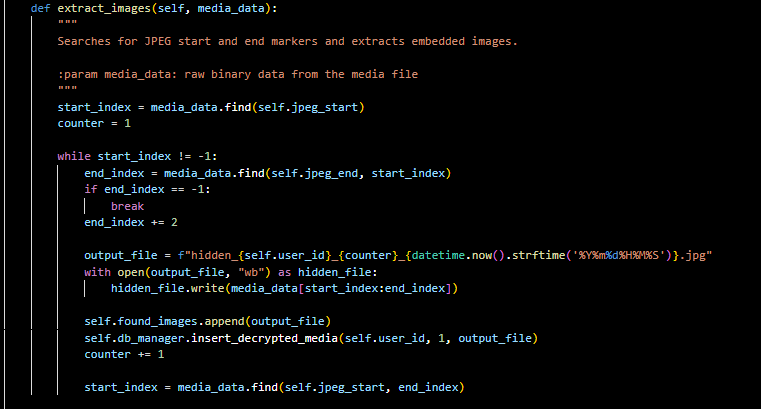 def extract_images(self, media_data):
    """
    Searches for JPEG start and end markers and extracts embedded images.

    :param media_data: raw binary data from the media file
    """
    start_index = media_data.find(self.jpeg_start)
    counter = 1

    while start_index != -1:
        end_index = media_data.find(self.jpeg_end, start_index)
        if end_index == -1:
            break
        end_index += 2

        output_file = f"hidden_{self.user_id}_{counter}_{datetime.now().strftime('%Y%m%d%H%M%S')}.jpg"
        with open(output_file, "wb") as hidden_file:
            hidden_file.write(media_data[start_index:end_index])

        self.found_images.append(output_file)
        self.db_manager.insert_decrypted_media(self.user_id, 1, output_file)
        counter += 1

        start_index = media_data.find(self.jpeg_start, end_index)